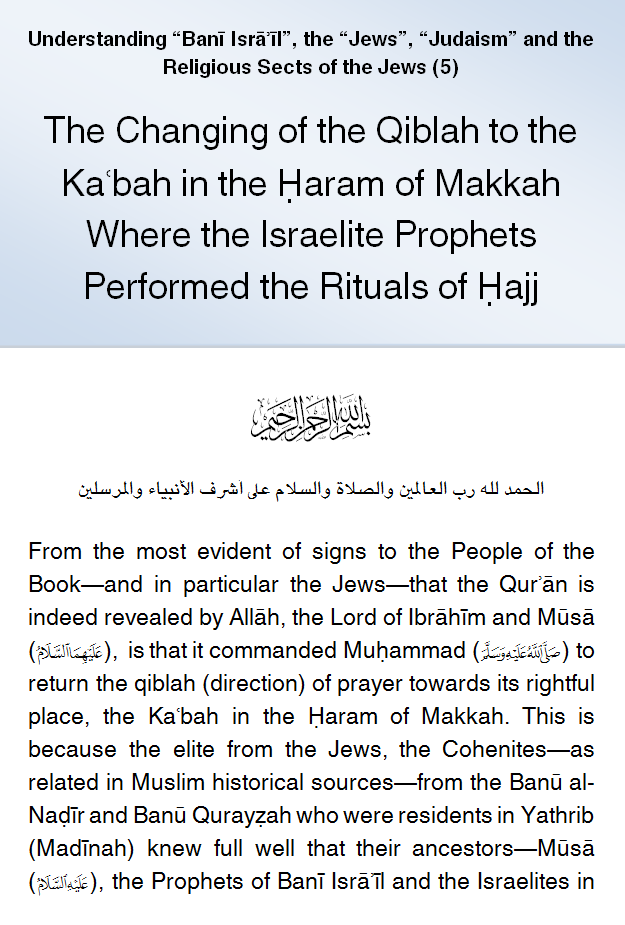 Understanding “Banī Isrāʾīl”, the “Jews”, “Judaism” and the
Religious Sects of the Jews (5)
The Changing of the Qiblah to the
Kaʿbah in the Ḥaram of Makkah
Where the Israelite Prophets
Performed the Rituals of Ḥajj
بسم الله الرحمن الرحيم
الحمد لله رب العالمين والصلاة والسلام على أشرف الأنبياء والمرسلين
From the most evident of signs to the People of the
Book—and in particular the Jews—that the Qurʾān is
indeed revealed by Allāh, the Lord of Ibrāhīm and Mūsā
(عَلَيْهِمَا السَّلَامُ), is that it commanded Muḥammad (صَلَّى اللَّهُ عَلَيْهِ وَسَلَّمَ) to
return the qiblah (direction) of prayer towards its rightful
place, the Kaʿbah in the Ḥaram of Makkah. This is
because the elite from the Jews, the Cohenites—as
related in Muslim historical sources—from the Banū al-
Naḍīr and Banū Qurayẓah who were residents in Yathrib
(Madīnah) knew full well that their ancestors—Mūsā
(عَلَيْهِ السَّلَامُ), the Prophets of Banī Isrāʾīl and the Israelites in